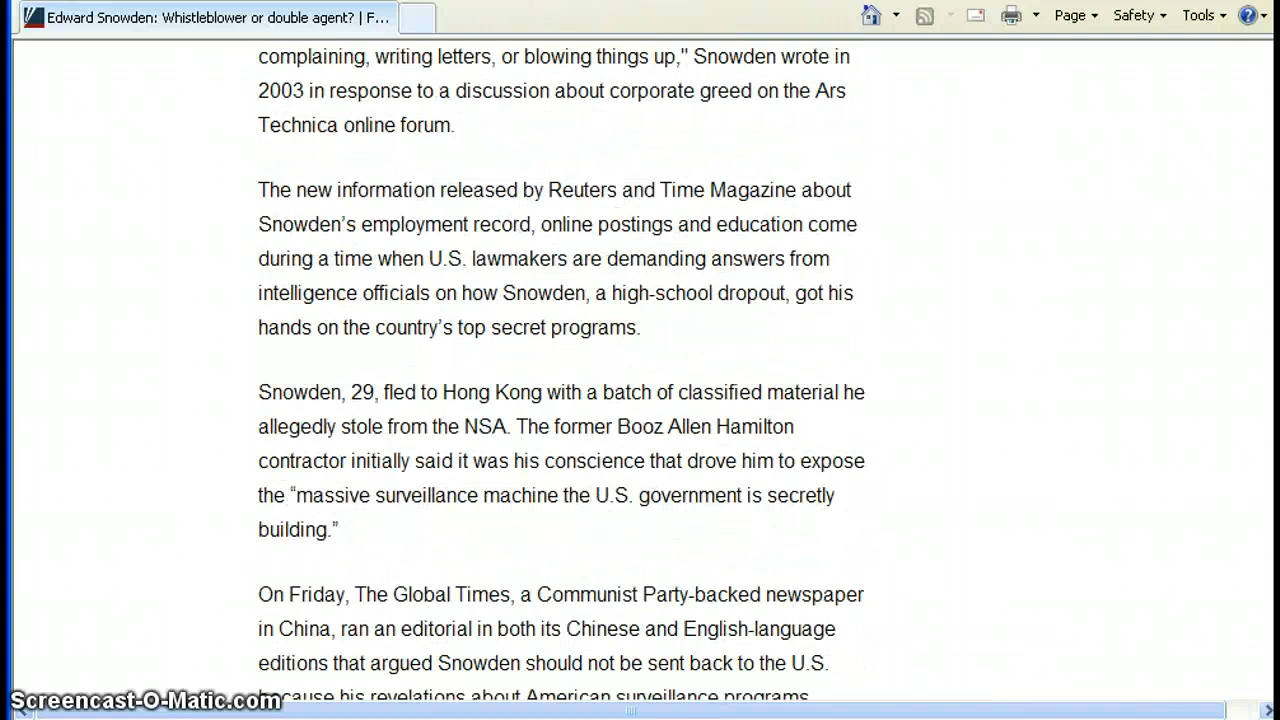 Edward Snowden: Whistleblower or double agent? | F...
Page
Safety
Tools
complaining, writing letters, or blowing things up," Snowden wrote in
2003 in response to a discussion about corporate greed on the Ars
Technica online forum.
The new information released by Reuters and Time Magazine about
Snowden’s employment record, online postings and education come
during a time when U.S. lawmakers are demanding answers from
intelligence officials on how Snowden, a high-school dropout, got his
hands on the country’s top secret programs.
Snowden, 29, fled to Hong Kong with a batch of classified material he
allegedly stole from the NSA. The former Booz Allen Hamilton
contractor initially said it was his conscience that drove him to expose
the “massive surveillance machine the U.S. government is secretly
building.”
On Friday, The Global Times, a Communist Party-backed newspaper
in China, ran an editorial in both its Chinese and English-language
editions that argued Snowden should not be sent back to the U.S.
because his revelations about American surveillance programs
Screencast-O-Matic.com